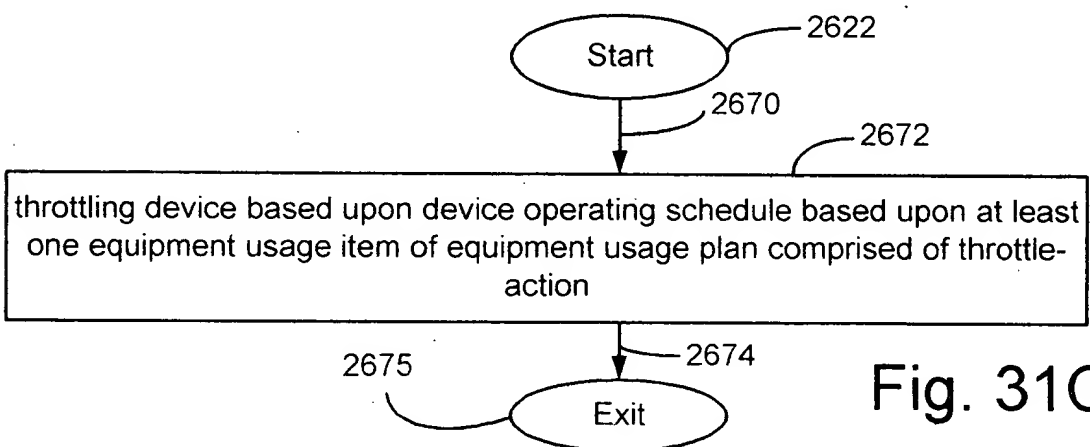 Start
2622
2670
2672
throttling device based upon device operating schedule based upon at least
one equipment usage item of equipment usage plan comprised of throttle-
action
2674
2675
Exit
Fig. 31C